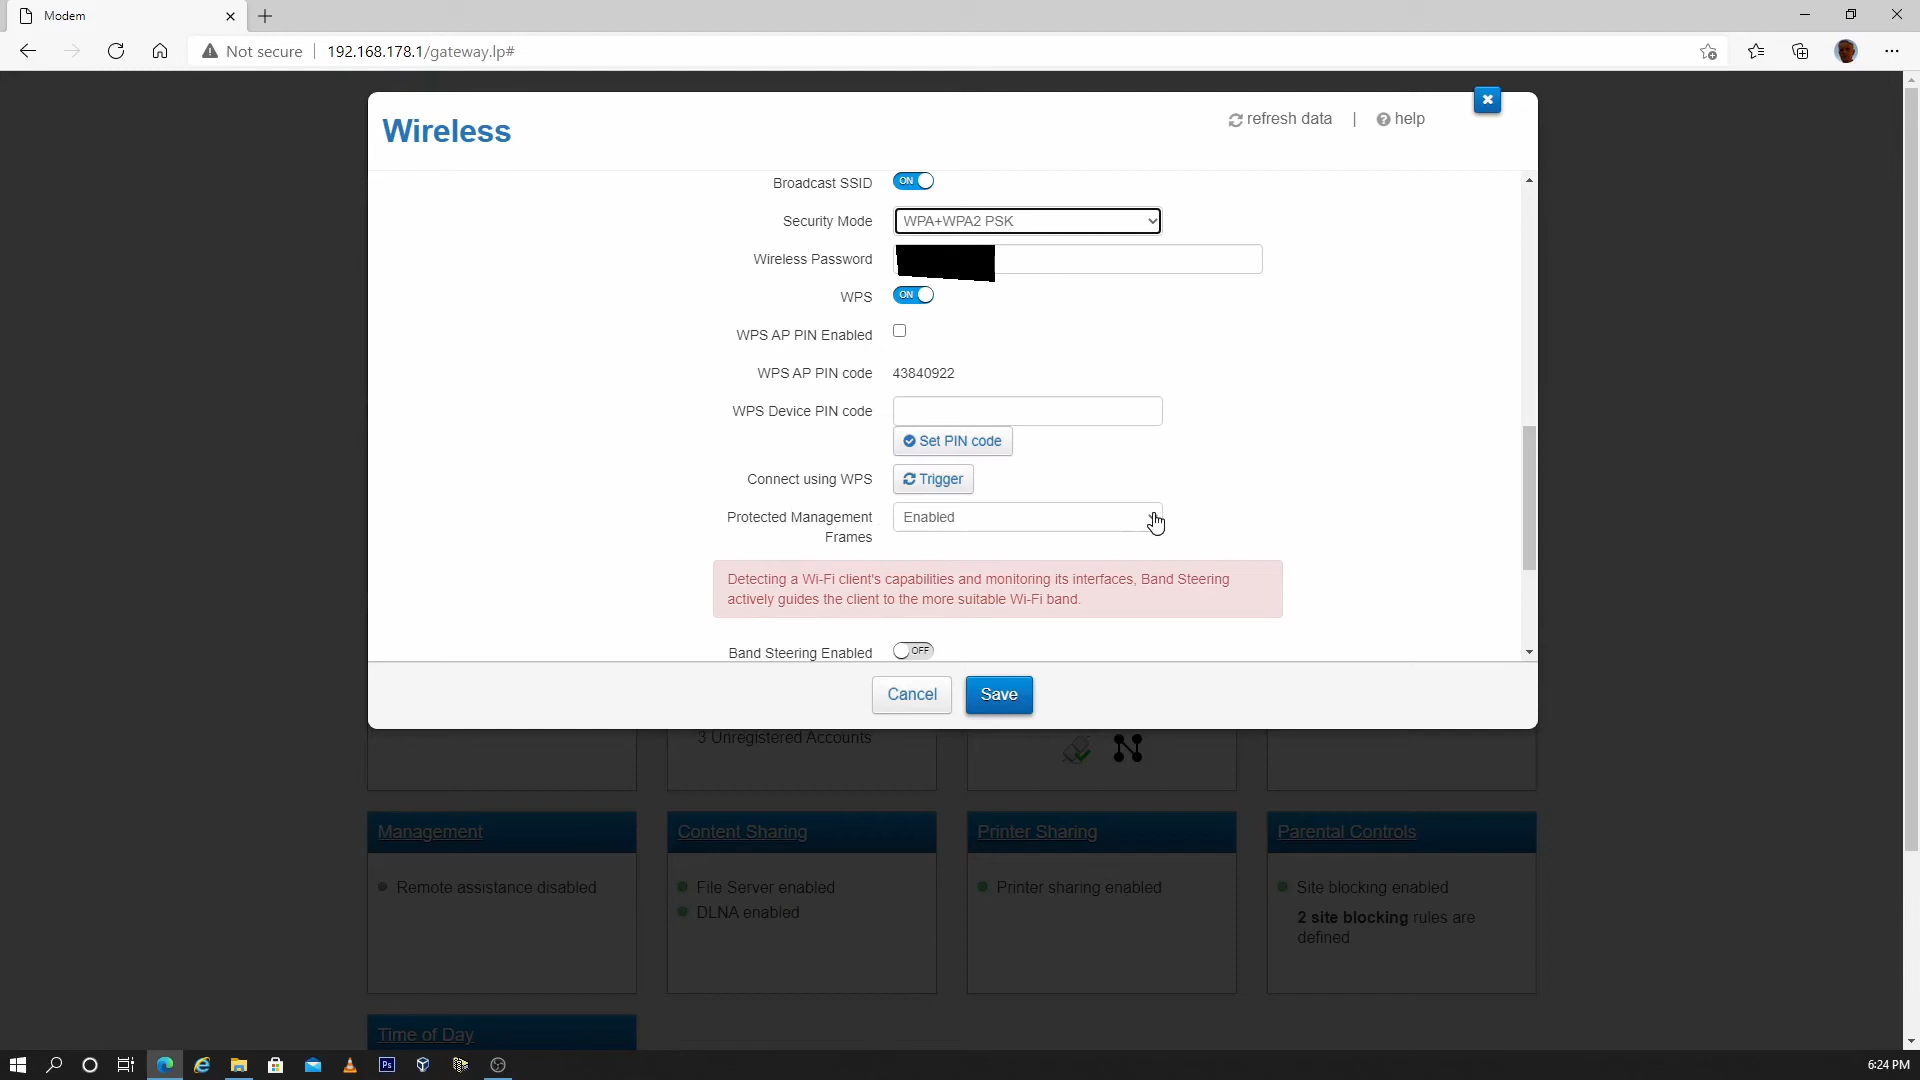 Modem
Not secure 192.168.178.1/gateway.lp#
Wireless
refresh data | help
Broadcast SSID ON
Security Mode WPA+WPA2 PSK
Wireless Password
WPS ON
WPS AP PIN Enabled
WPS AP PIN code 43840922
WPS Device PIN code
Set PIN code
Connect using WPS Trigger
Protected Management Enabled
Frames
Detecting a Wi-Fi client's capabilities and monitoring its interfaces, Band Steering
actively guides the client to the more suitable Wi-Fi band.
Band Steering Enabled OFF
Cancel Save
3 Unregistered Accounts
Management Content Sharing Printer Sharing Parental Controls
Remote assistance disabled File Server enabled Printer sharing enabled Site blocking enabled
DLNA enabled 2 site blocking rules are
defined
Time of Day
Ps
6:24 PM